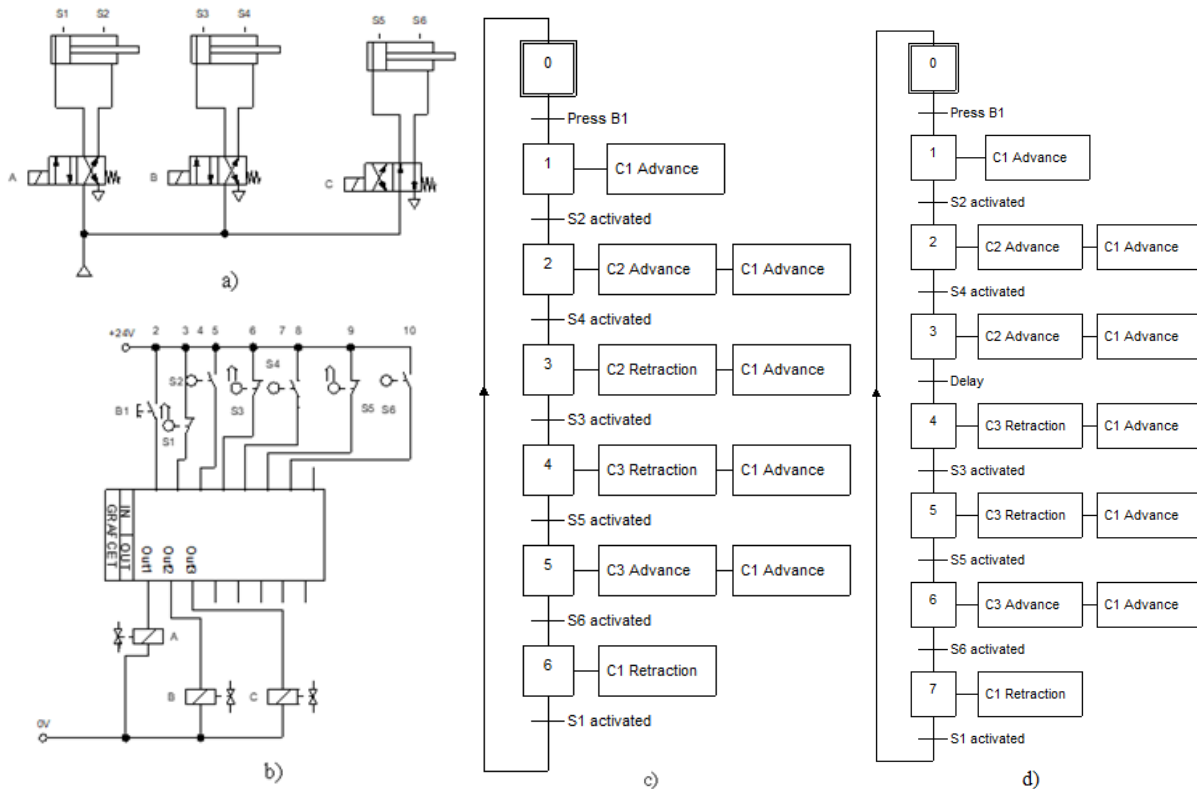 S1 S2
S3 S4
S5 S6
A
B
C
a)
+24V 2 3 4 5 6 7 8 9 10
S2
S4
B1
S1
S3
S5 S6
GRAFCET
IN OUT
Out1
Out2
Out3
A
B
C
0V
b)
0
Press B1
1
C1 Advance
S2 activated
2
C2 Advance
C1 Advance
S4 activated
3
C2 Retraction
C1 Advance
S3 activated
4
C3 Retraction
C1 Advance
S5 activated
5
C3 Advance
C1 Advance
S6 activated
6
C1 Retraction
S1 activated
c)
0
Press B1
1
C1 Advance
S2 activated
2
C2 Advance
C1 Advance
S4 activated
3
C2 Advance
C1 Advance
Delay
4
C3 Retraction
C1 Advance
S3 activated
5
C3 Retraction
C1 Advance
S5 activated
6
C3 Advance
C1 Advance
S6 activated
7
C1 Retraction
S1 activated
d)